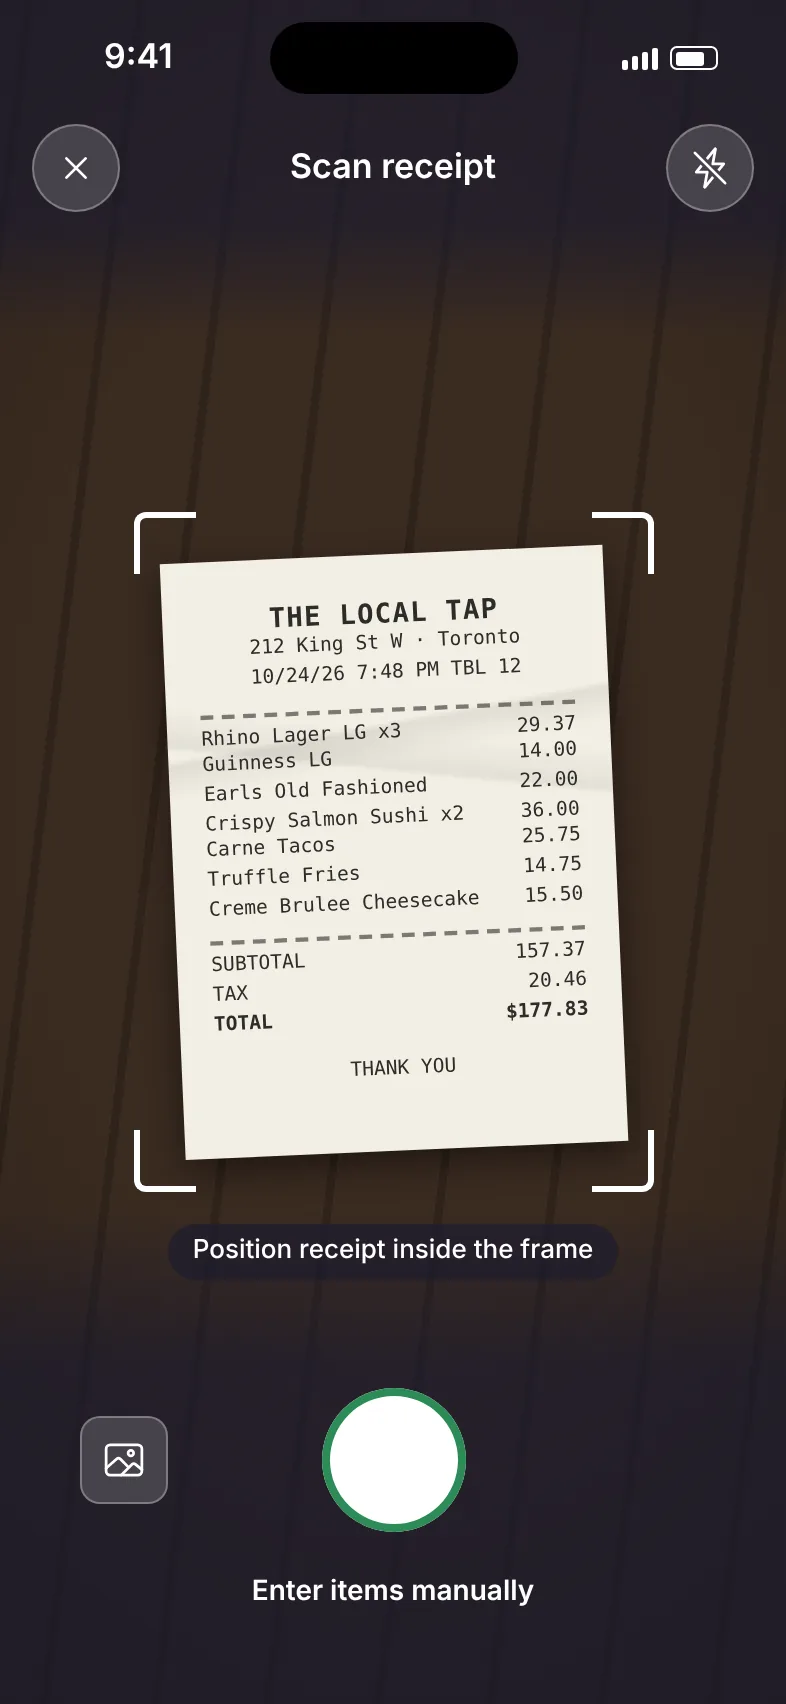 9:41
Scan receipt
THE LOCAL TAP
212 King St W · Toronto
10/24/26 7:48 PM TBL 12
Rhino Lager LG x3 29.37
Guinness LG 14.00
Earls Old Fashioned 22.00
Crispy Salmon Sushi x2 36.00
Carne Tacos 25.75
Truffle Fries 14.75
Creme Brulee Cheesecake 15.50
SUBTOTAL 157.37
TAX 20.46
TOTAL $177.83
THANK YOU
Position receipt inside the frame
Enter items manually